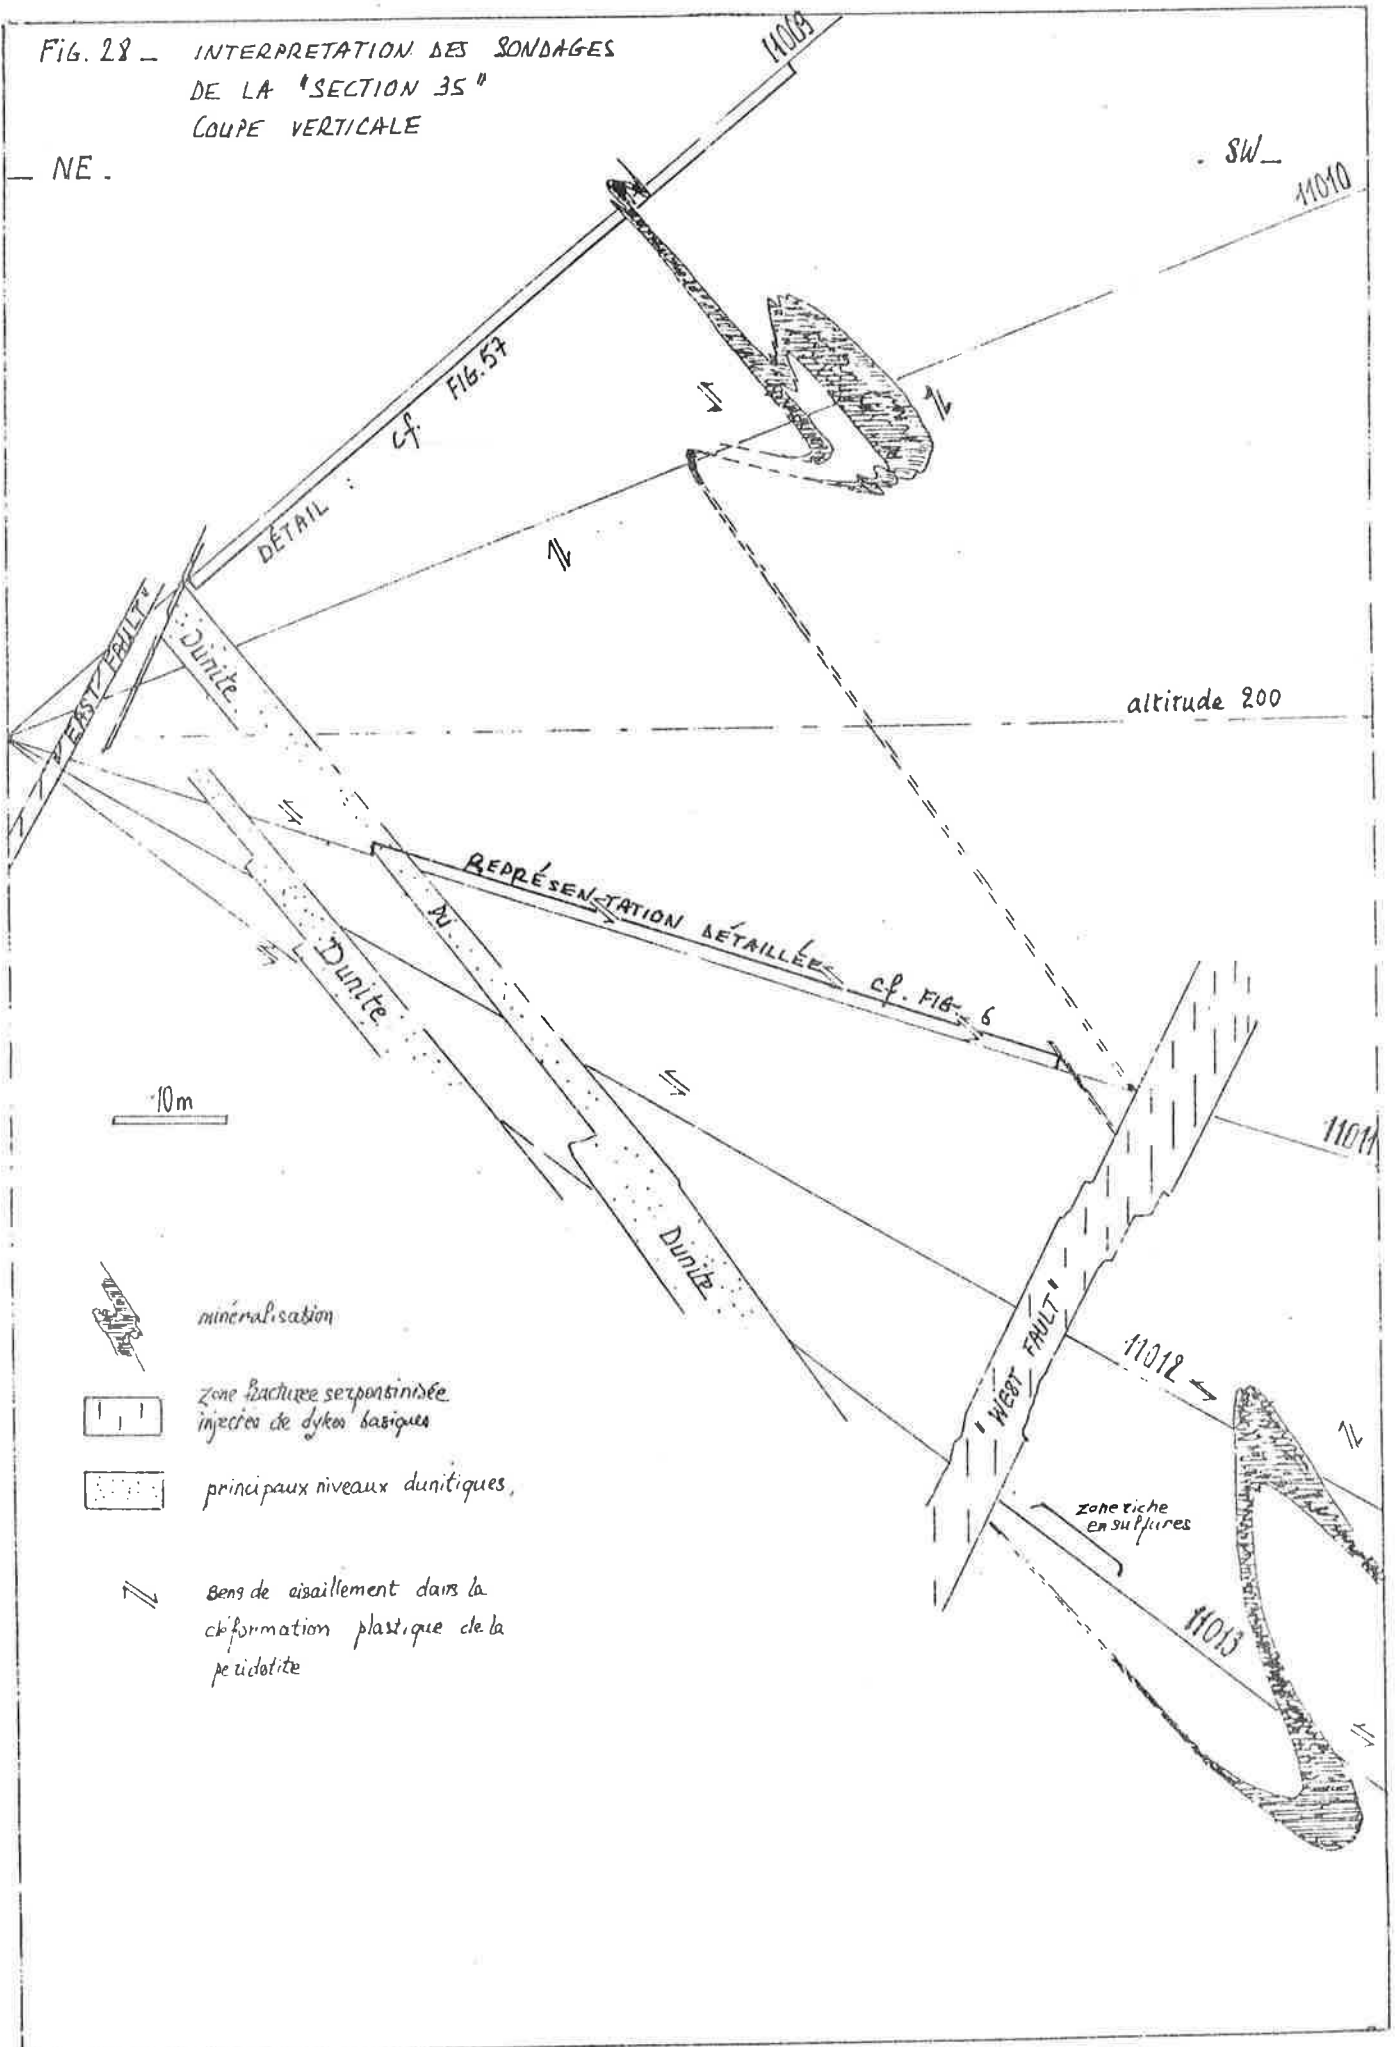 FIG. 28 _ INTERPRETATION DES SONDAGES
DE LA "SECTION 35"
COUPE VERTICALE
_ NE.
. SW_
11009
11010
DÉTAIL : cf. FIG. 57
"EAST FAULT"
Dunite
altitude 200
REPRÉSENTATION DÉTAILLÉE cf. FIG. 6
DU
Dunite
10m
11011
Dunite
"WEST FAULT"
11012
minéralisation
zone fracturée serpentinisée
injectée de dykes basiques
principaux niveaux dunitiques,
zone riche
en sulfures
11013
sens de cisaillement dans la
déformation plastique de la
péridotite